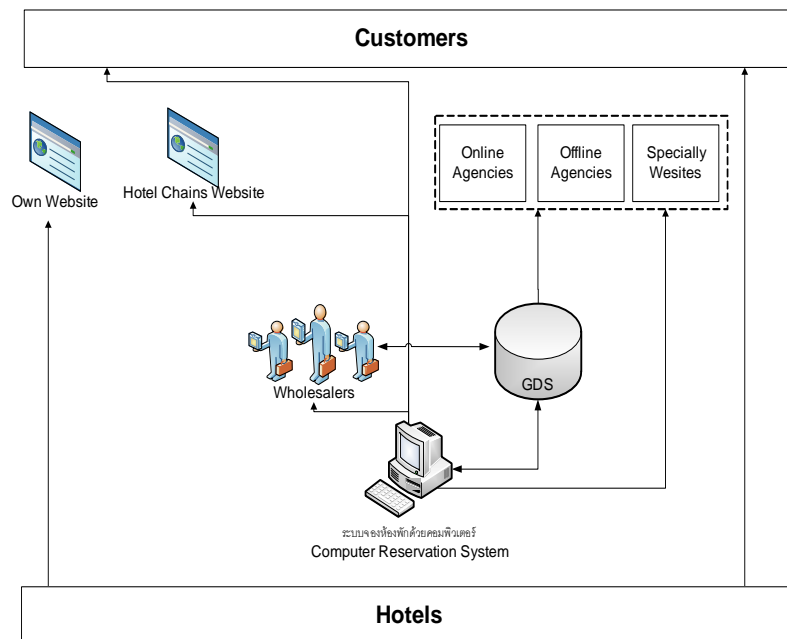 Customers
Own Website
Hotel Chains Website
Online
Agencies
Offline
Agencies
Specially
Wesites
Wholesalers
GDS
ระบบจองห้องพักด้วยคอมพิวเตอร์
Computer Reservation System
Hotels